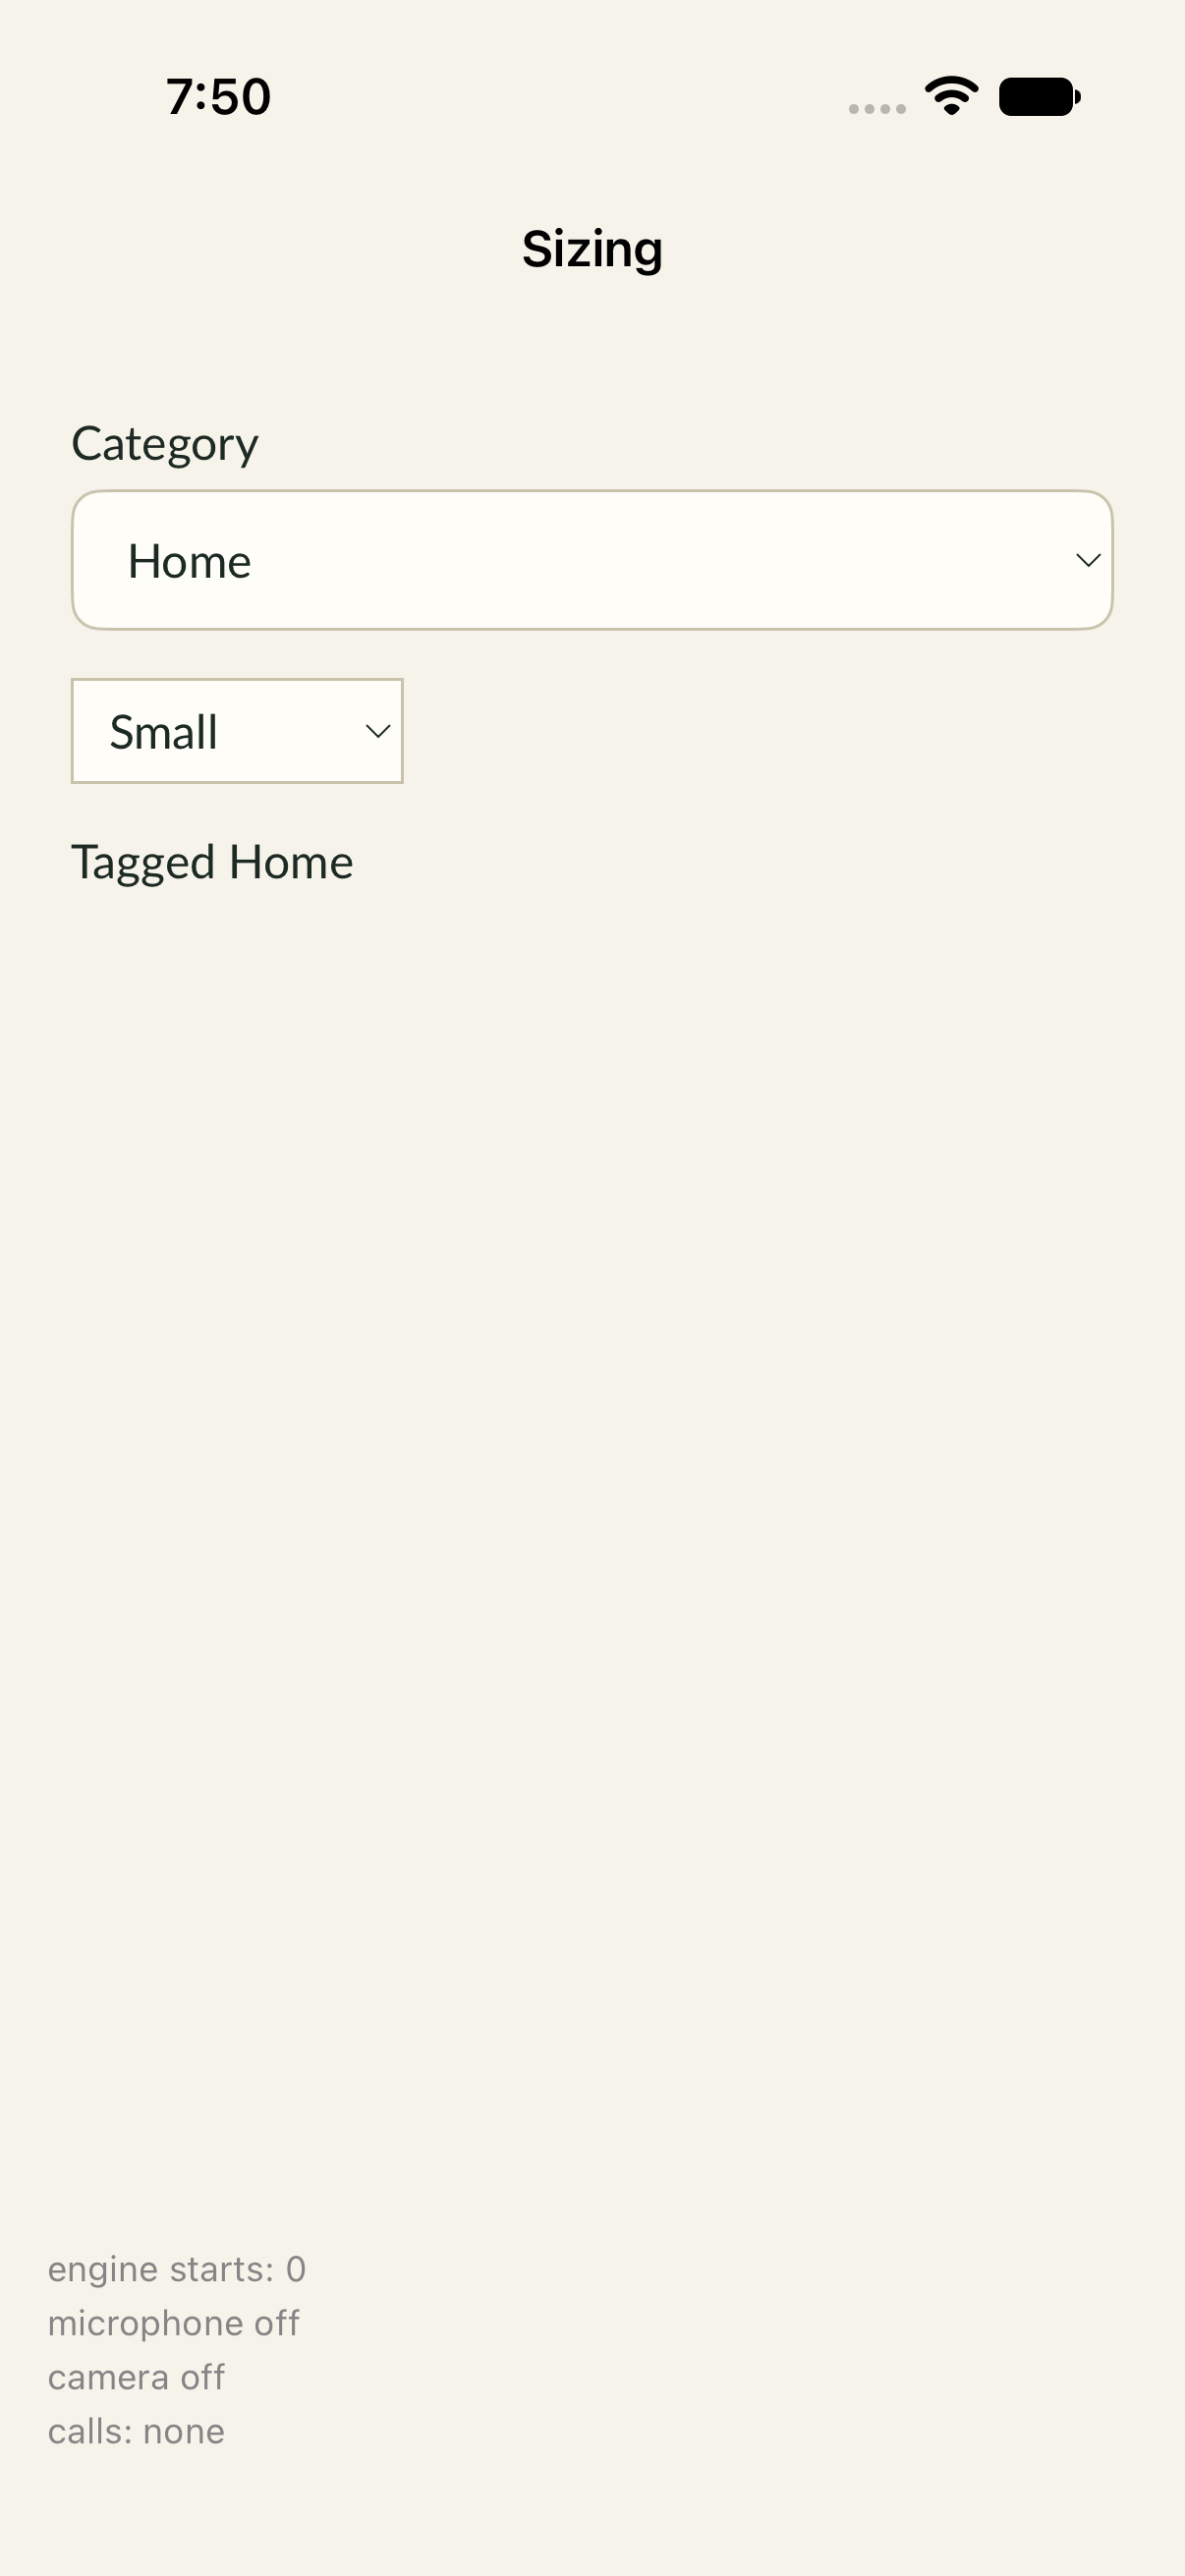 7:50
Sizing
Category
Home
Small
Tagged Home
engine starts: 0
microphone off
camera off
calls: none